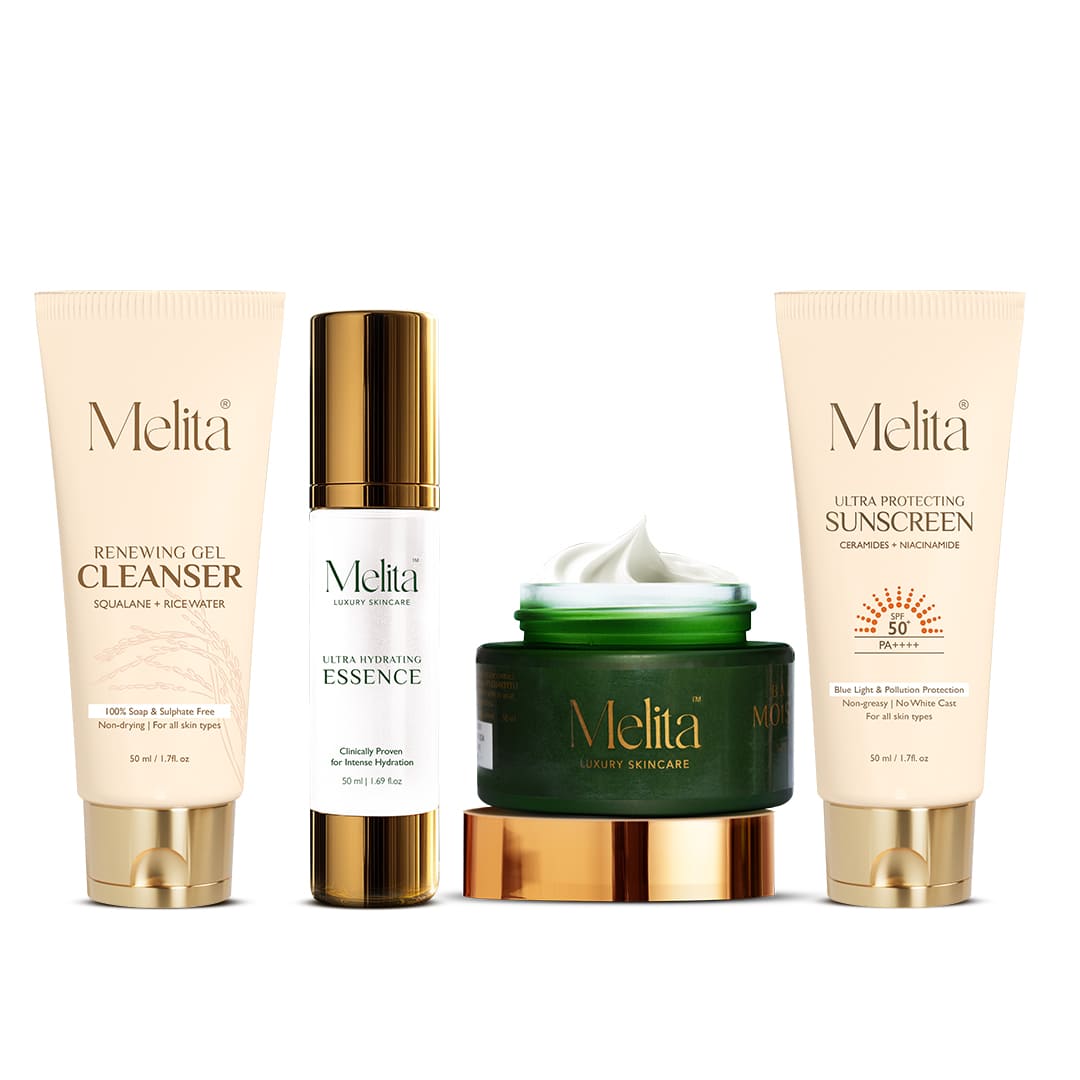 Melita®
RENEWING GEL
CLEANSER
SQUALANE + RICE WATER
100% Soap & Sulphate Free
Non-drying | For all skin types
50 ml / 1.7fl. oz
Melita™
LUXURY SKINCARE
ULTRA HYDRATING
ESSENCE
Clinically Proven
for Intense Hydration
50 ml | 1.69 fl.oz
Melita™
LUXURY SKINCARE
Melita®
ULTRA PROTECTING
SUNSCREEN
CERAMIDES + NIACINAMIDE
SPF
50+
PA++++
Blue Light & Pollution Protection
Non-greasy | No White Cast
For all skin types
50 ml / 1.7fl. oz